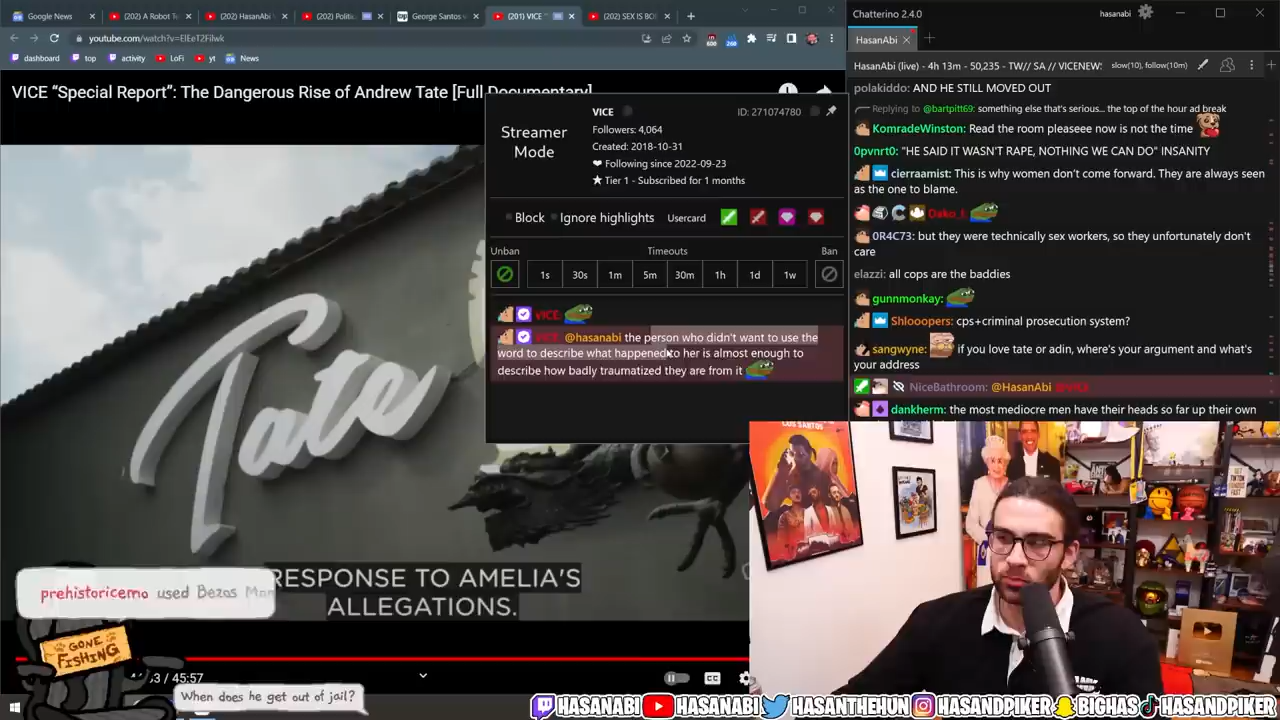 Google News
(202) A Robot T
(202) HasanAbi
(202) Politi
George Santos
(201) VICE "
(202) SEX IS BO
youtube.com/watch?v=ElEeT2Filwk
dashboard
top
activity
LoFi
yt
News
VICE “Special Report”: The Dangerous Rise of Andrew Tate [Full Documentary]
Streamer
Mode
VICE
ID: 271074780
Followers: 4,064
Created: 2018-10-31
Following since 2022-09-23
Tier 1 - Subscribed for 1 months
Block
Ignore highlights
Usercard
Unban
Timeouts
Ban
1s
30s
1m
5m
30m
1h
1d
1w
VICE:
VICE: @hasanabi the person who didn't want to use the
word to describe what happened to her is almost enough to
describe how badly traumatized they are from it
Tate
RESPONSE TO AMELIA'S
ALLEGATIONS.
prehistoricemo used Bezos
GONE
FISHING
/ 45:57
When does he get out of jail?
Chatterino 2.4.0
hasanabi
HasanAbi
HasanAbi (live) - 4h 13m - 50,235 - TW// SA // VICENEW
slow(10), follow(10m)
polakiddo: AND HE STILL MOVED OUT
Replying to @bartpitt69: something else that's serious... the top of the hour ad break
KomradeWinston: Read the room pleaseee now is not the time
0pvnrt0: "HE SAID IT WASN'T RAPE, NOTHING WE CAN DO" INSANITY
cierraamist: This is why women don't come forward. They are always seen
as the one to blame.
Dako_I:
0R4C73: but they were technically sex workers, so they unfortunately don't
care
elazzi: all cops are the baddies
gunnmonkay:
Shlooopers: cps+criminal prosecution system?
sangwyne: if you love tate or adin, where's your argument and what's
your address
NiceBathroom: @HasanAbi @VICE
dankherm: the most mediocre men have their heads so far up their own
LOS SANTOS
HASANABI
HASANABI
HASANTHEHUN
HASANDPIKER
BIGHAS
HASANDPIKER